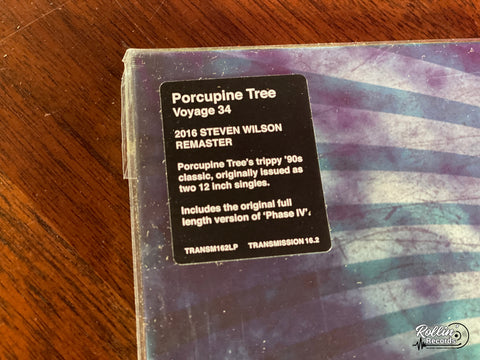 Porcupine Tree
Voyage 34
2016 STEVEN WILSON
REMASTER
Porcupine Tree's trippy '90s
classic, originally issued as
two 12 inch singles.
Includes the original full
length version of 'Phase IV'.
TRANSM162LP TRANSMISSION 16.2
Rollin'
Records